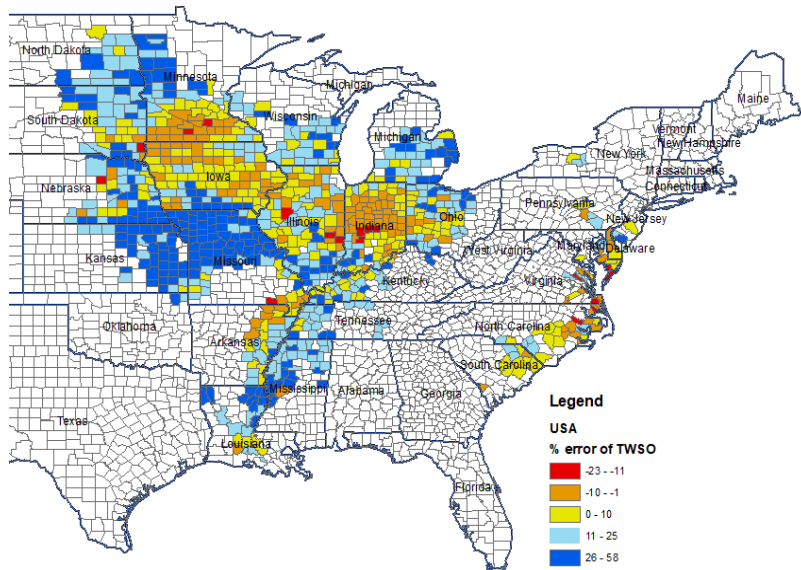 North Dakota
Minnesota
Michigan
Maine
South Dakota
Wisconsin
Michigan
Vermont
New Hampshire
New York
Massachusetts
Connecticut
Nebraska
Iowa
Illinois
Indiana
Ohio
Pennsylvania
New Jersey
Maryland
Delaware
Kansas
Missouri
West Virginia
Virginia
Kentucky
Oklahoma
Arkansas
Tennessee
North Carolina
South Carolina
Mississippi
Alabama
Georgia
Texas
Louisiana
Florida
Legend
USA
% error of TWSO
-23 - -11
-10 - -1
0 - 10
11 - 25
26 - 58